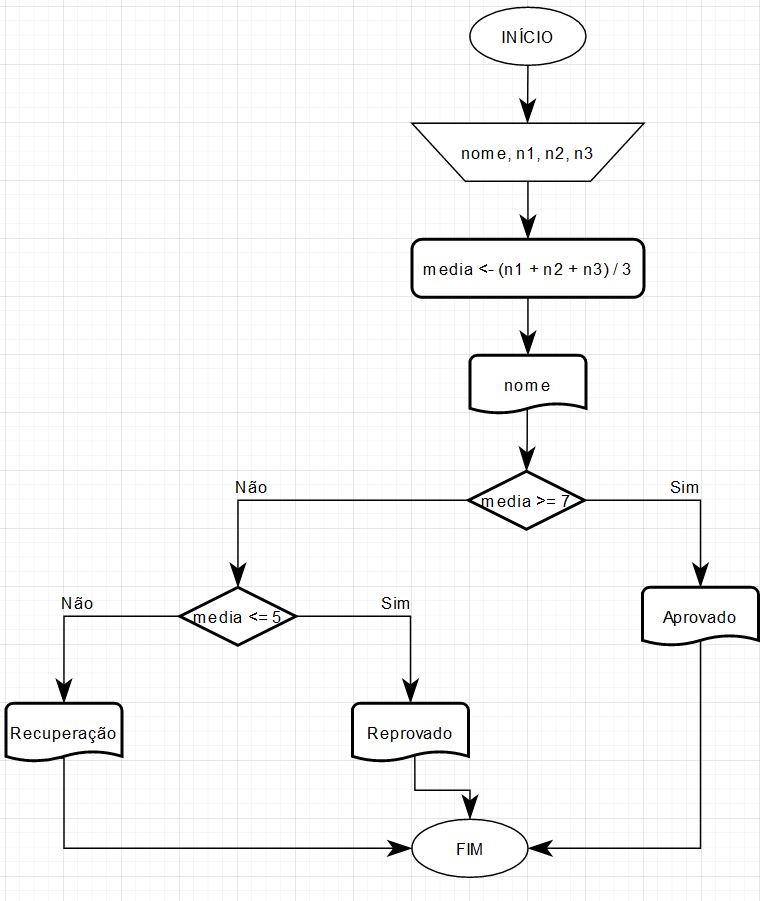 INÍCIO
nome, n1, n2, n3
media <- (n1 + n2 + n3) / 3
nome
media >= 7
Não
Sim
media <= 5
Não
Sim
Aprovado
Recuperação
Reprovado
FIM